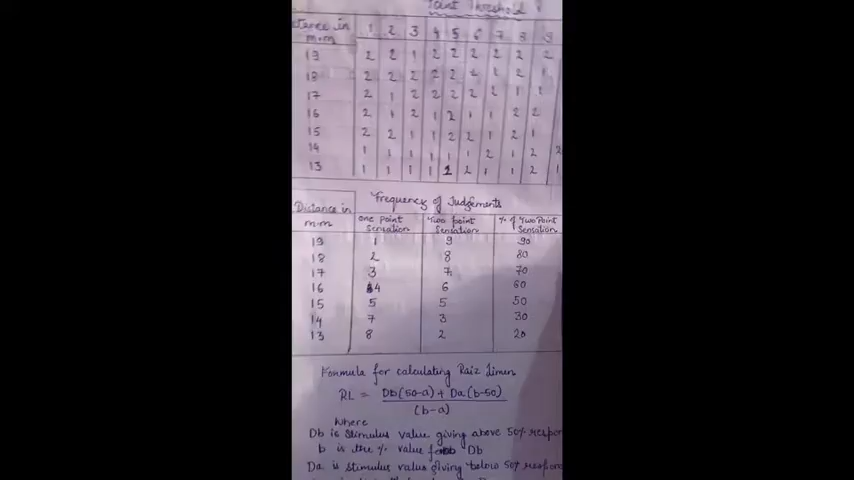 Point Threshold
Distance in m.m 1 2 3 4 5 6 7 8 9
19 2 2 1 2 2 2 2 2 2
18 2 2 2 2 2 2 2 2 1
17 2 1 2 2 2 2 2 1
16 2 1 2 1 2 1 1 2 2
15 2 2 1 1 2 2 1 2 1
14 1 1 1 1 1 1 2 1 2 2
13 1 1 1 1 1 2 1 1 2 1
Frequency of Judgements
Distance in m.m one point Sensation Two point Sensation % of Two Point Sensation
19 1 9 90
18 2 8 80
17 3 7 70
16 4 6 60
15 5 5 50
14 7 3 30
13 8 2 20
Formula for calculating Raiz Limen
RL = Db(50-a) + Da(b-50)
(b-a)
Where
Db is stimulus value giving above 50% respon
b is the % value Db
Da is stimulus value giving below 50% respon